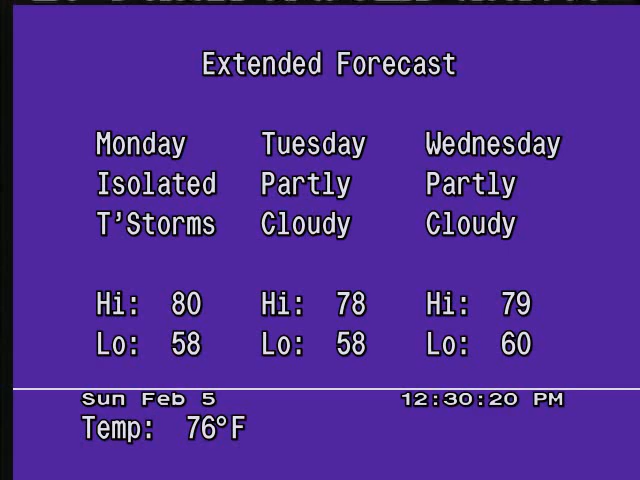 Extended Forecast
Monday Tuesday Wednesday
Isolated Partly Partly
T'Storms Cloudy Cloudy
Hi: 80 Hi: 78 Hi: 79
Lo: 58 Lo: 58 Lo: 60
Sun Feb 5 12:30:20 PM
Temp: 76°F